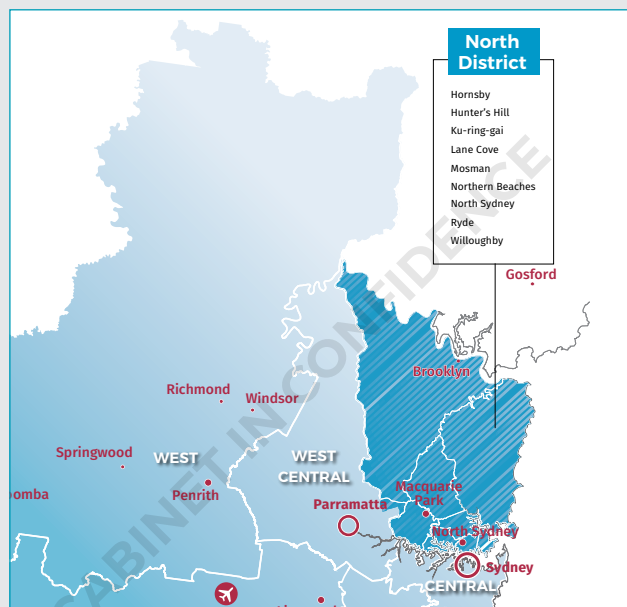 North
District
Hornsby
Hunter's Hill
Ku-ring-gai
Lane Cove
Mosman
Northern Beaches
North Sydney
Ryde
Willoughby
Gosford
Brooklyn
Richmond
Windsor
Springwood
WEST
WEST
CENTRAL
oomba
Penrith
Parramatta
Macquarie
Park
North Sydney
Sydney
CENTRAL
CABINET IN CONFIDENCE